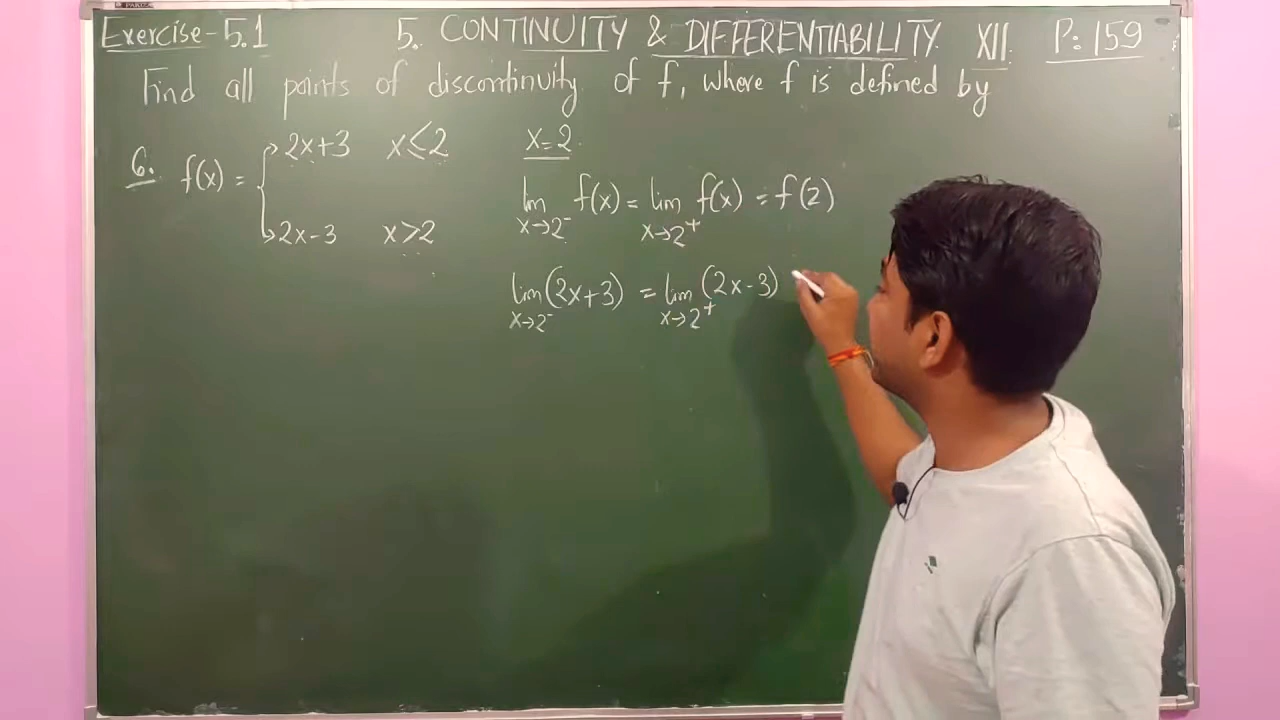 Exercise-5.1 5. CONTINUITY & DIFFERENTIABILITY XII P: 159
Find all points of discontinuity of f, where f is defined by
6. f(x) = { 2x+3 x≤2
2x-3 x>2
x=2
lim x→2⁻ f(x) = lim x→2⁺ f(x) = f(2)
lim x→2⁻ (2x+3) = lim x→2⁺ (2x-3)